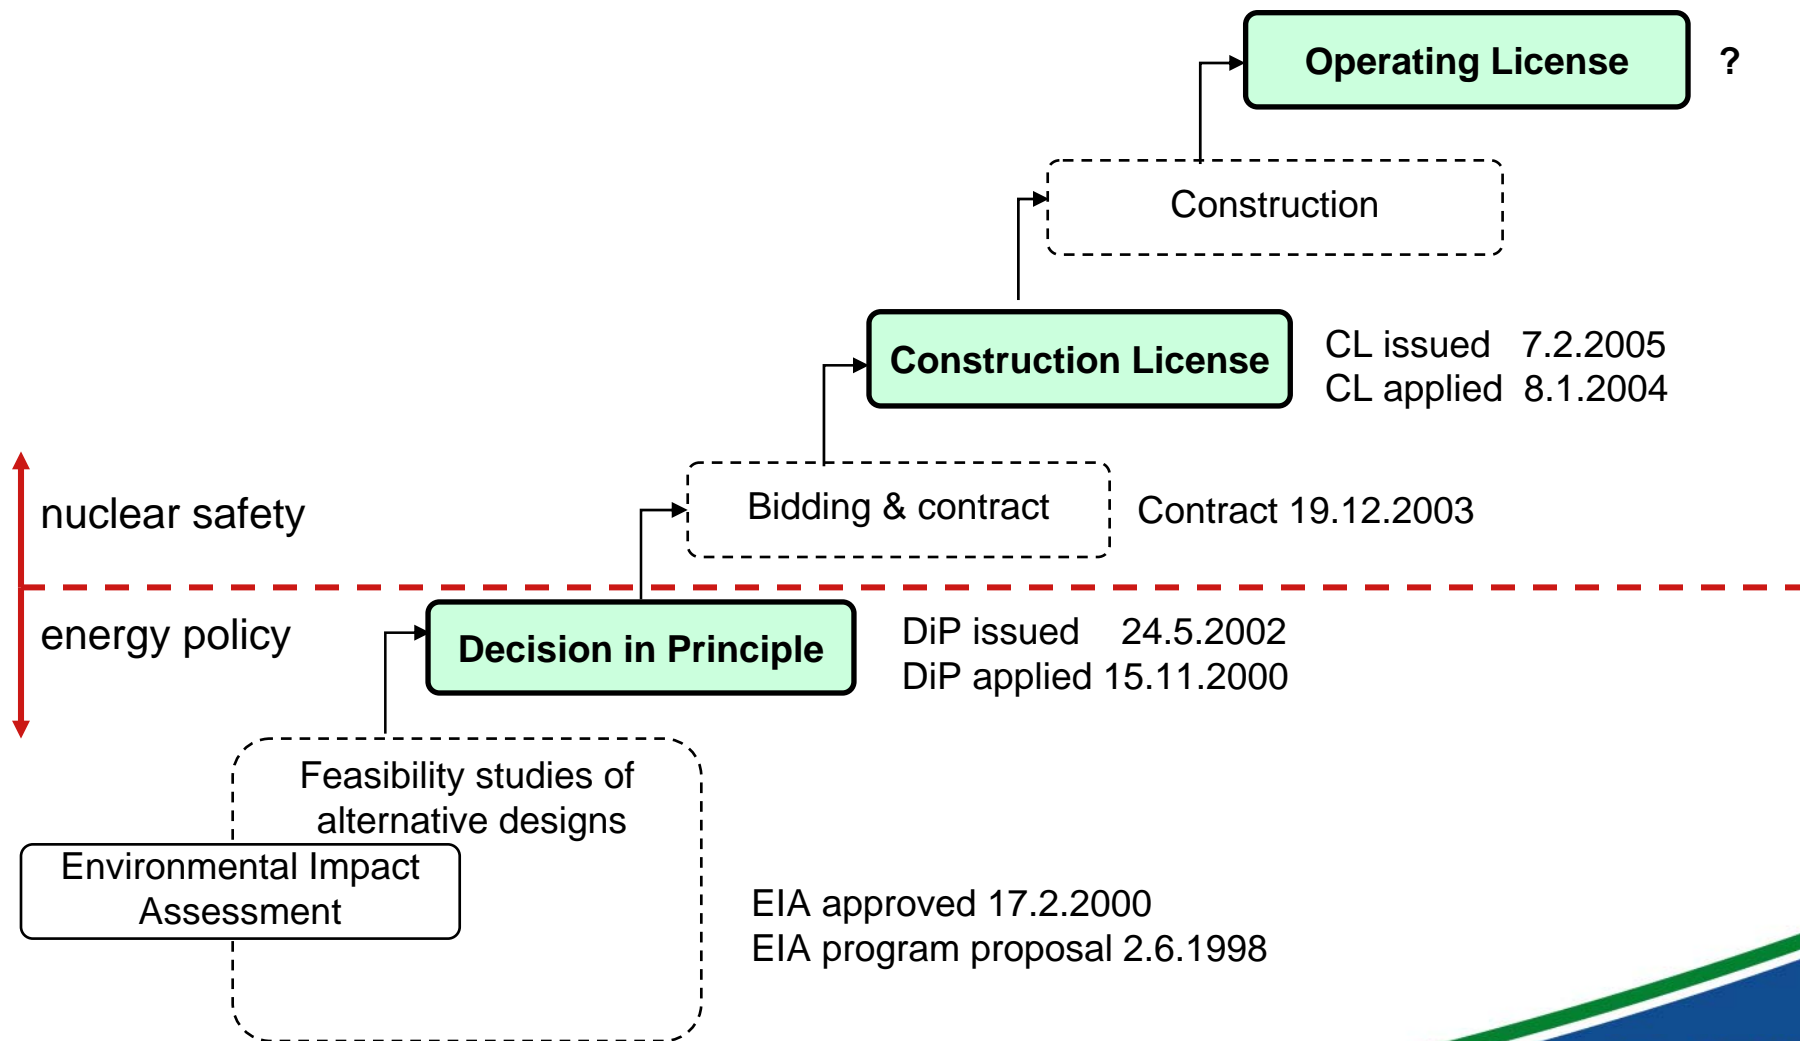 Operating License ?
Construction
Construction License
CL issued 7.2.2005
CL applied 8.1.2004
Bidding & contract
Contract 19.12.2003
nuclear safety
energy policy
Decision in Principle
DiP issued 24.5.2002
DiP applied 15.11.2000
Feasibility studies of
alternative designs
Environmental Impact
Assessment
EIA approved 17.2.2000
EIA program proposal 2.6.1998